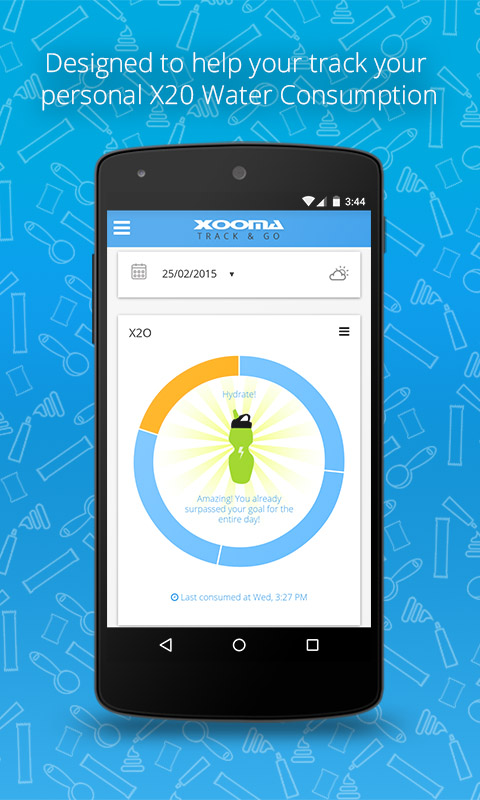 Designed to help your track your
personal X20 Water Consumption
3:44
XOOMA
TRACK & GO
25/02/2015
X2O
Hydrate!
Amazing! You already
surpassed your goal for the
entire day!
Last consumed at Wed, 3:27 PM